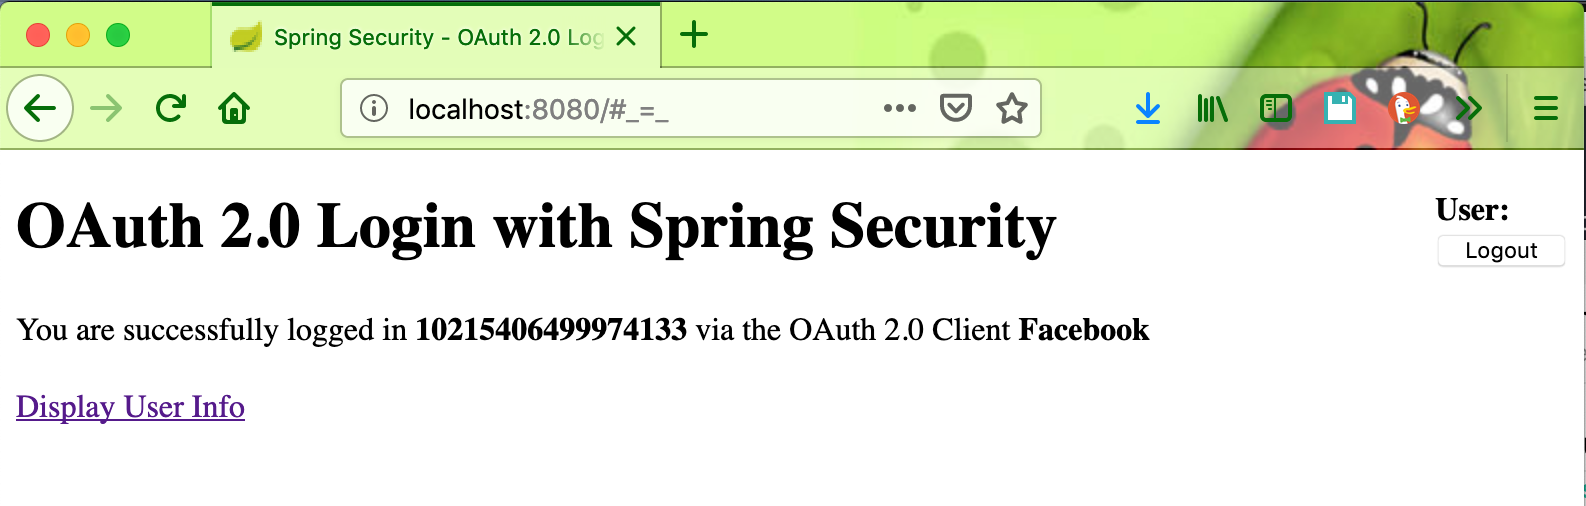 Spring Security - OAuth 2.0 Log
localhost:8080/#_=_
OAuth 2.0 Login with Spring Security
User:
Logout
You are successfully logged in 10215406499974133 via the OAuth 2.0 Client Facebook
Display User Info